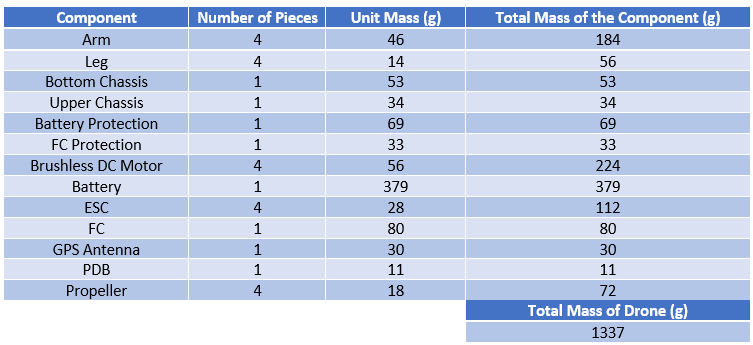 Component Number of Pieces Unit Mass (g) Total Mass of the Component (g)
Arm 4 46 184
Leg 4 14 56
Bottom Chassis 1 53 53
Upper Chassis 1 34 34
Battery Protection 1 69 69
FC Protection 1 33 33
Brushless DC Motor 4 56 224
Battery 1 379 379
ESC 4 28 112
FC 1 80 80
GPS Antenna 1 30 30
PDB 1 11 11
Propeller 4 18 72
Total Mass of Drone (g)
1337